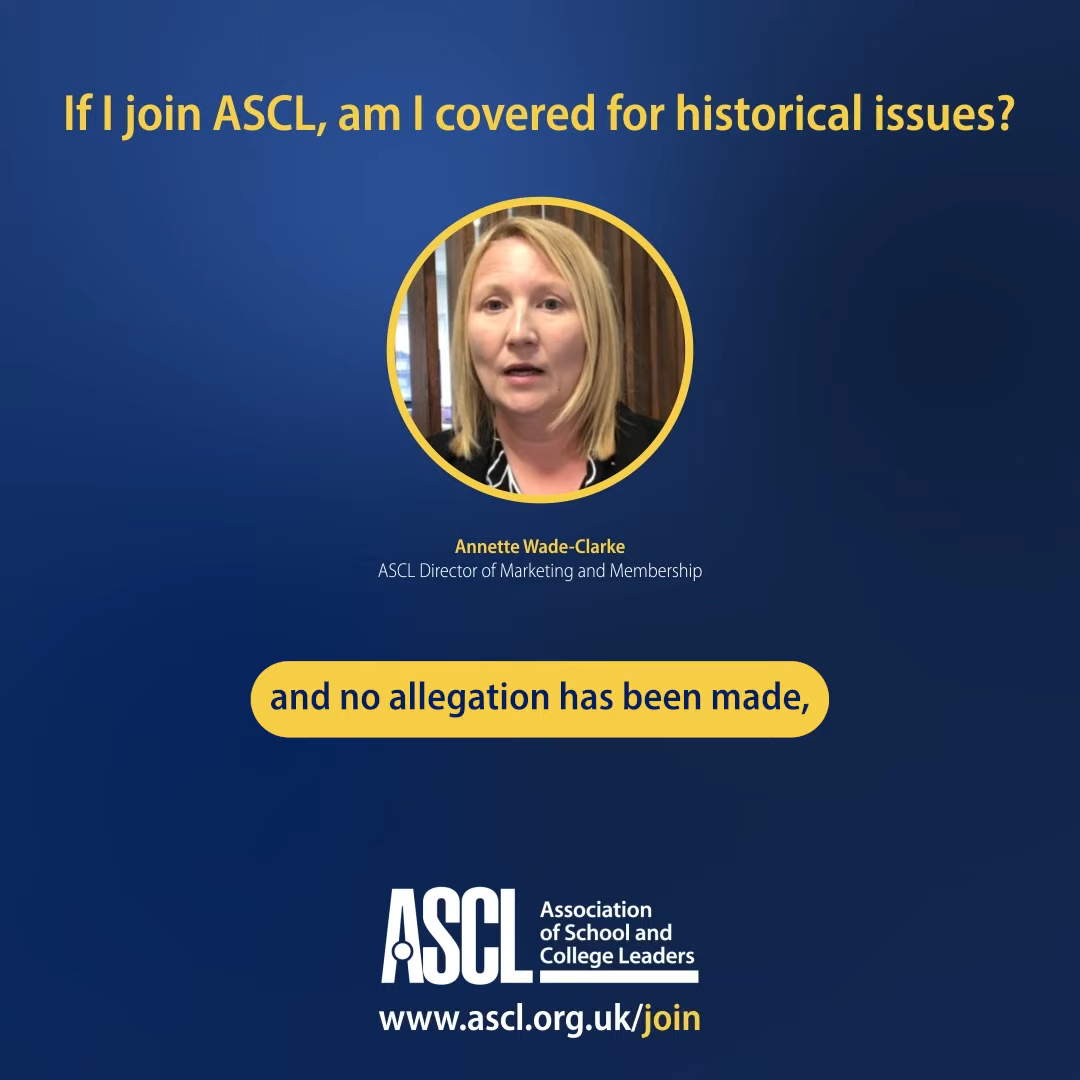 If I join ASCL, am I covered for historical issues?
Annette Wade-Clarke
ASCL Director of Marketing and Membership
and no allegation has been made,
ASCL
Association
of School and
College Leaders
www.ascl.org.uk/join